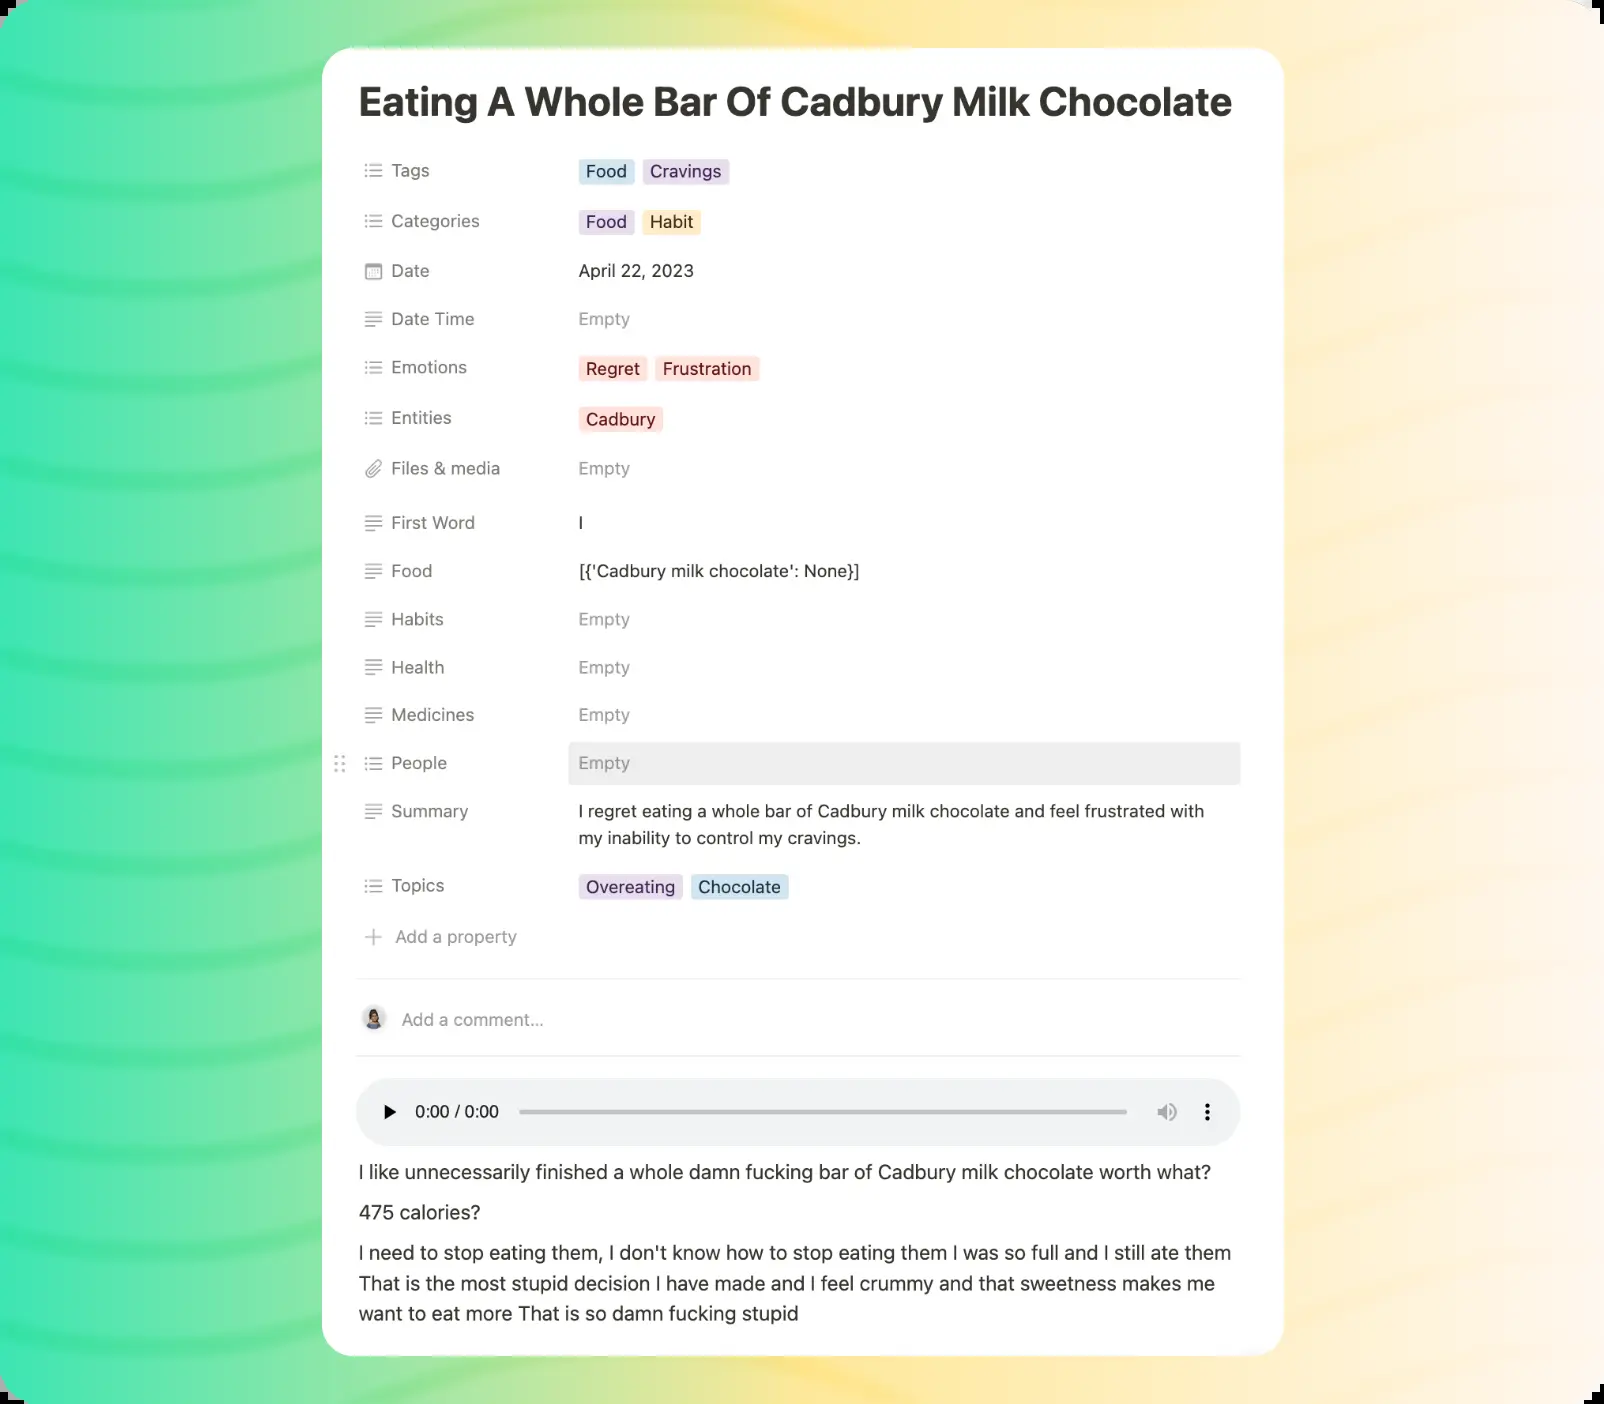 Eating A Whole Bar Of Cadbury Milk Chocolate
Tags Food Cravings
Categories Food Habit
Date April 22, 2023
Date Time Empty
Emotions Regret Frustration
Entities Cadbury
Files & media Empty
First Word I
Food [{'Cadbury milk chocolate': None}]
Habits Empty
Health Empty
Medicines Empty
People Empty
Summary I regret eating a whole bar of Cadbury milk chocolate and feel frustrated with
my inability to control my cravings.
Topics Overeating Chocolate
Add a property
Add a comment...
0:00 / 0:00
I like unnecessarily finished a whole damn fucking bar of Cadbury milk chocolate worth what?
475 calories?
I need to stop eating them, I don't know how to stop eating them I was so full and I still ate them
That is the most stupid decision I have made and I feel crummy and that sweetness makes me
want to eat more That is so damn fucking stupid